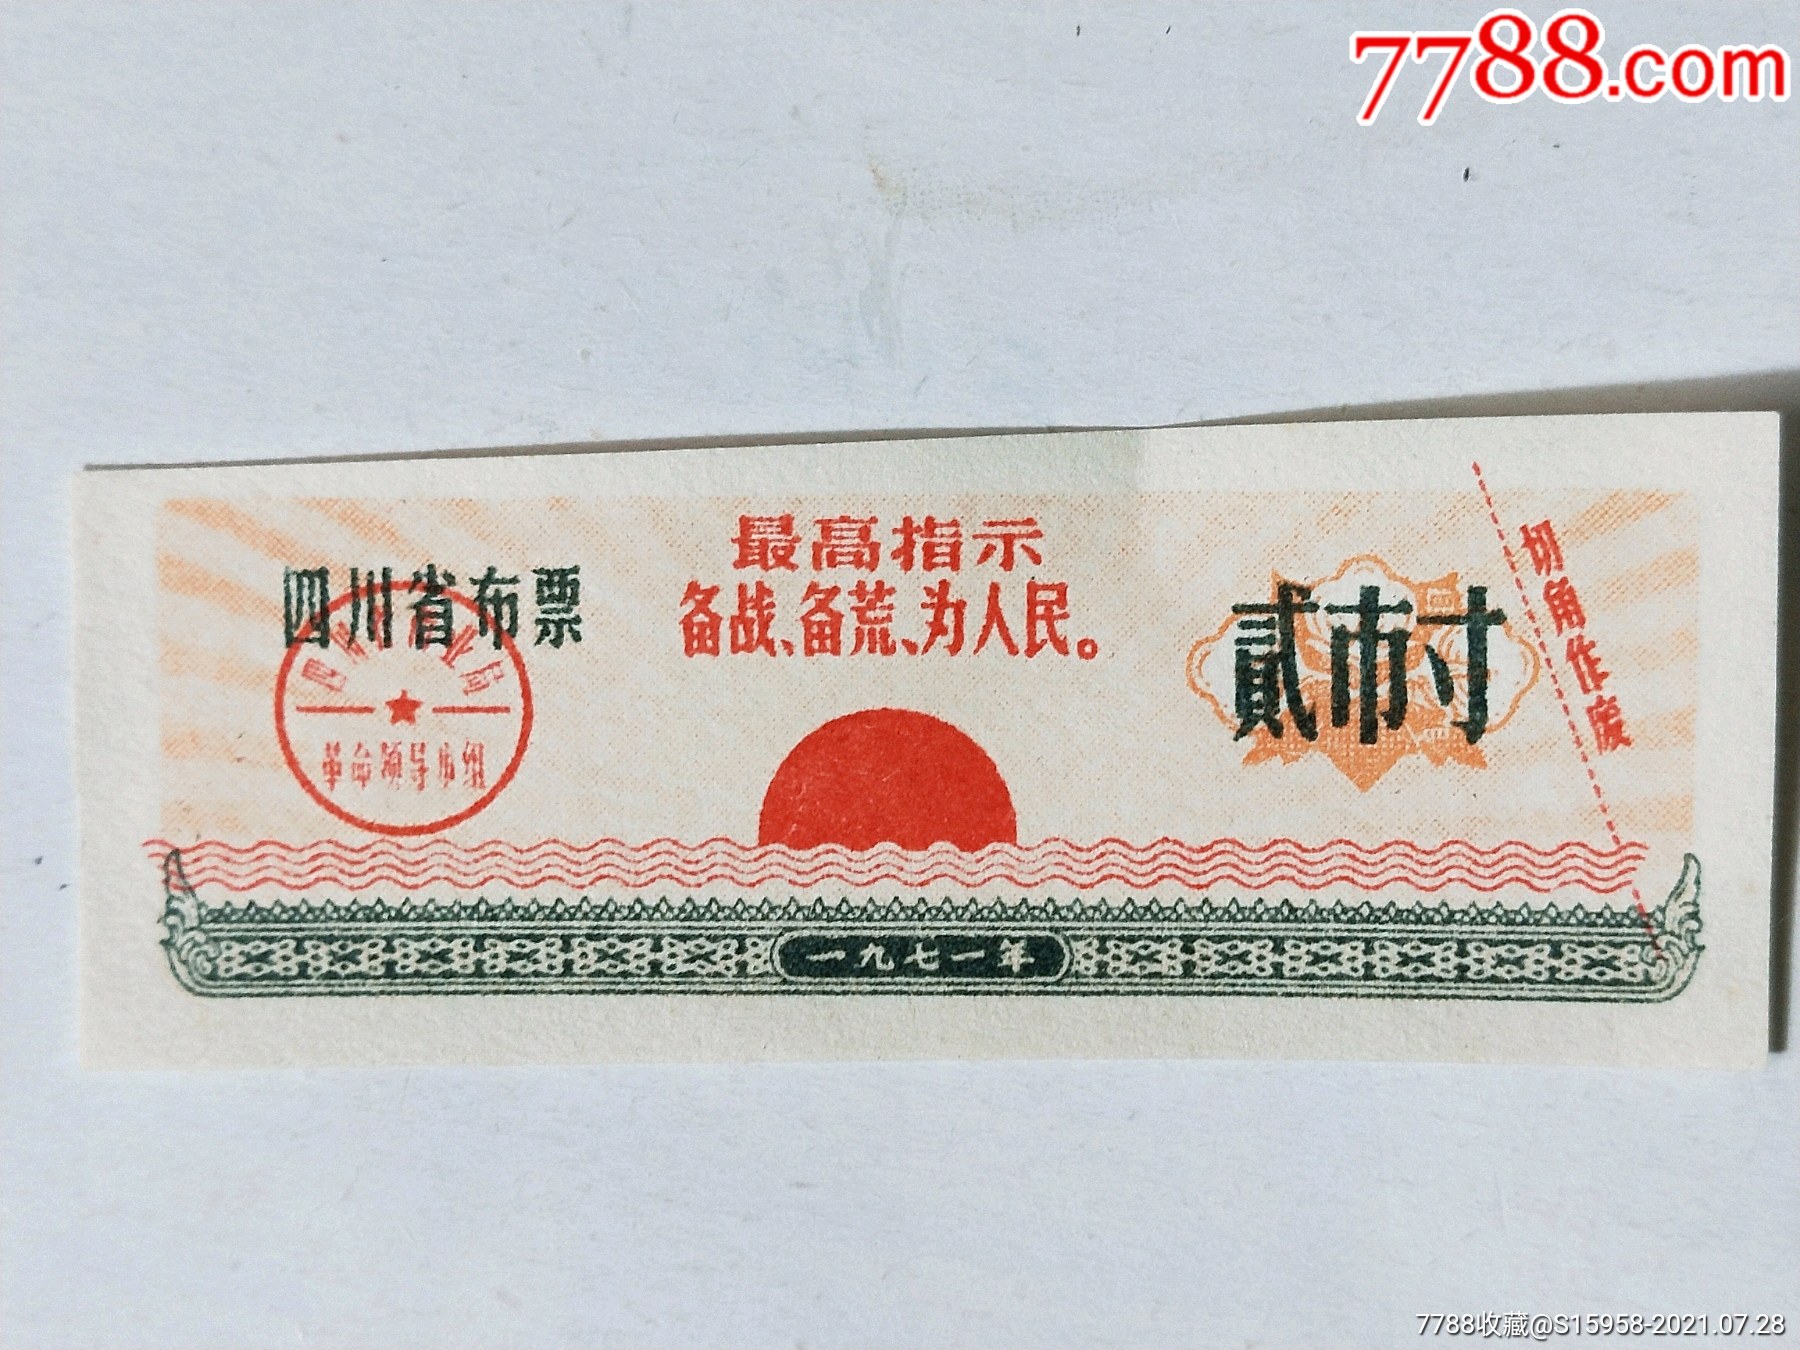 7788.com
最高指示
备战、备荒、为人民。
四川省布票
贰市寸
切角作废
革命领导小组
一九七一年
7788收藏@S15958-2021.07.28